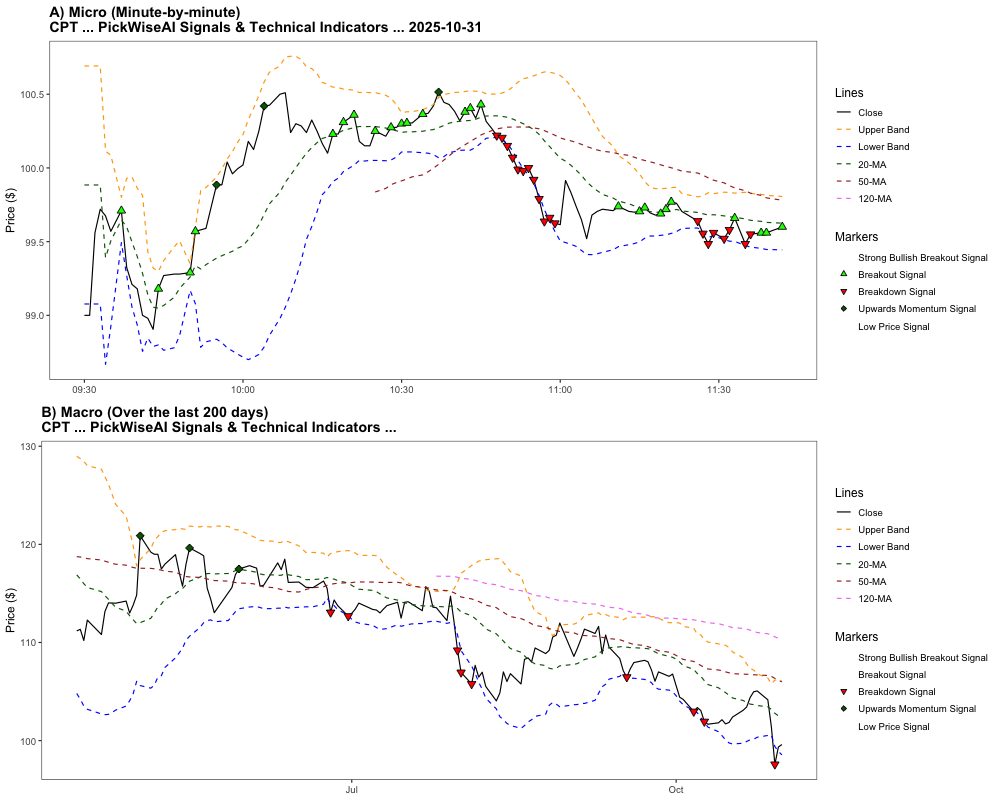 A) Micro (Minute-by-minute)
CPT ... PickWiseAI Signals & Technical Indicators ... 2025-10-31
100.5
100.0
99.5
99.0
Price ($)
09:30
10:00
10:30
11:00
11:30
Lines
Close
Upper Band
Lower Band
20-MA
50-MA
120-MA
Markers
Strong Bullish Breakout Signal
Breakout Signal
Breakdown Signal
Upwards Momentum Signal
Low Price Signal
B) Macro (Over the last 200 days)
CPT ... PickWiseAI Signals & Technical Indicators ...
130
120
110
100
Price ($)
Jul
Oct
Lines
Close
Upper Band
Lower Band
20-MA
50-MA
120-MA
Markers
Strong Bullish Breakout Signal
Breakout Signal
Breakdown Signal
Upwards Momentum Signal
Low Price Signal